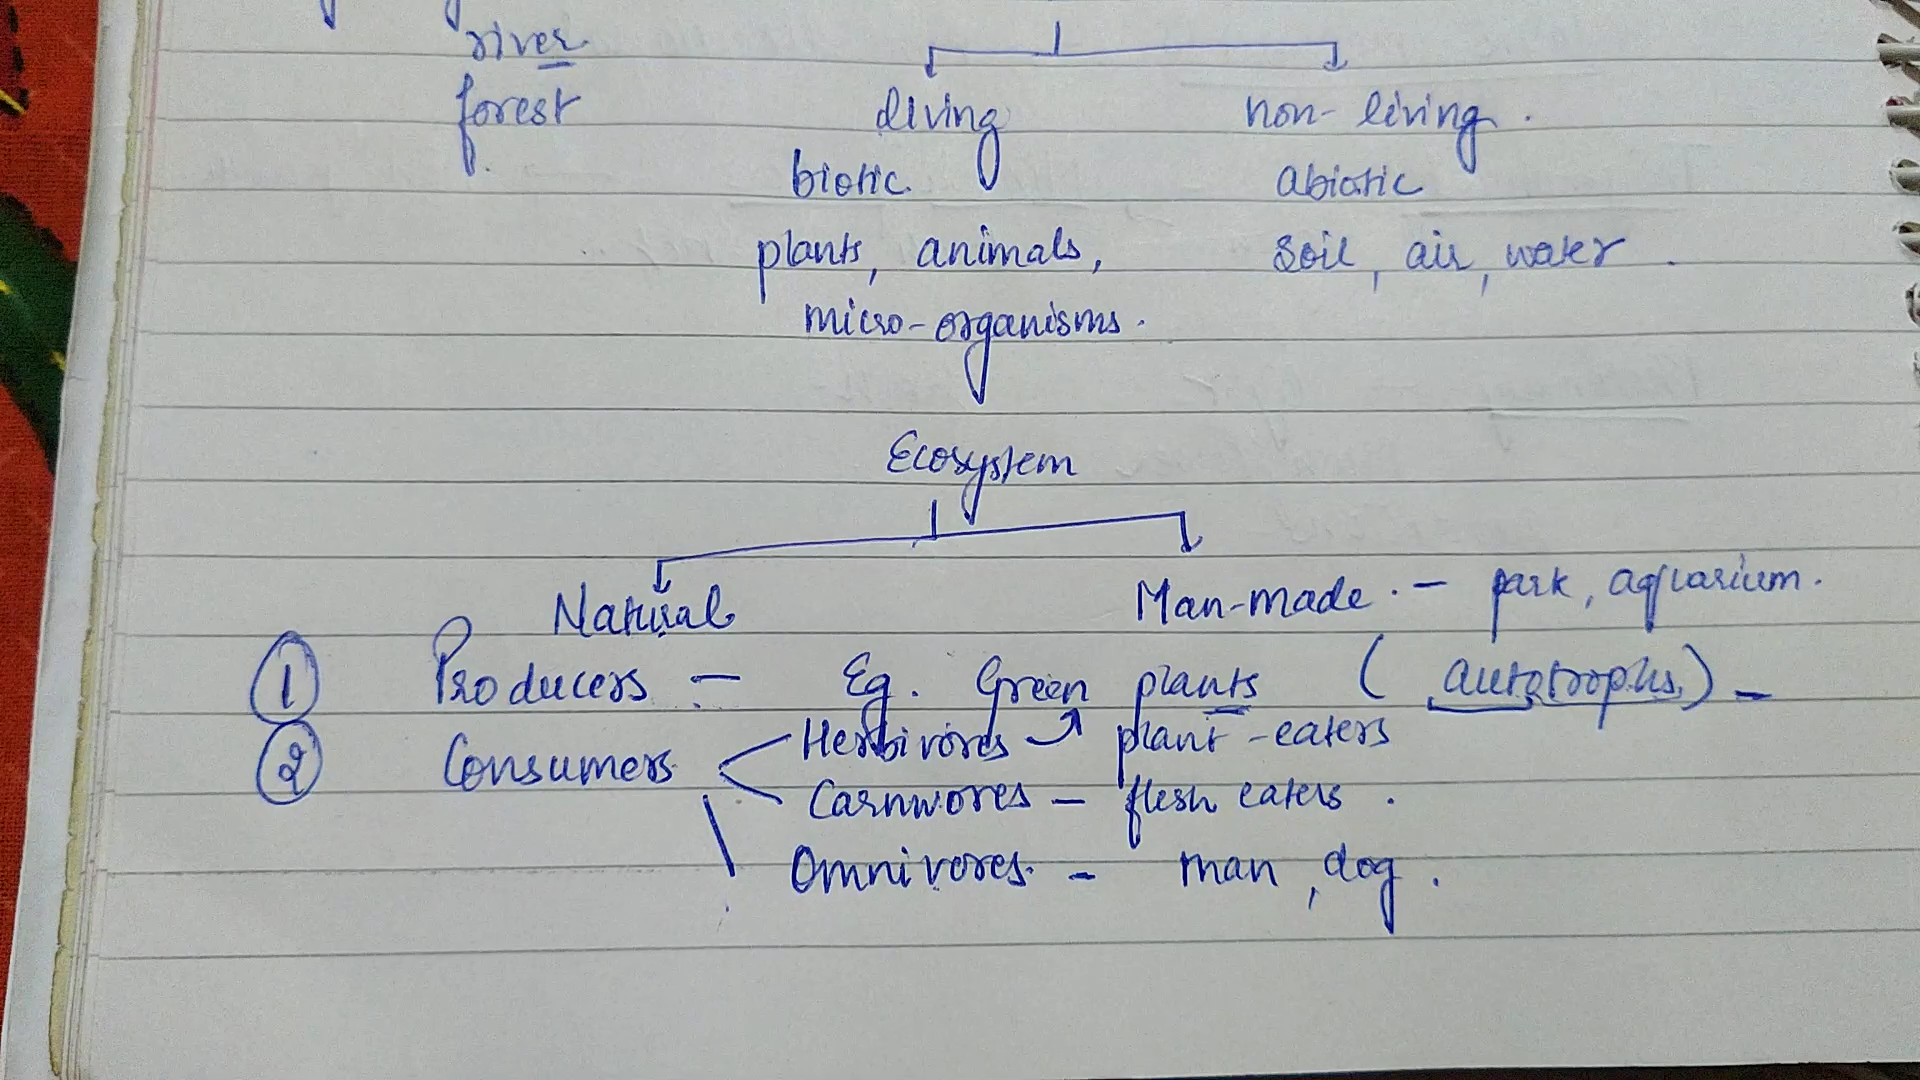 river
forest
living non-living.
biotic. abiotic
plants, animals, soil, air, water.
micro-organisms.
Ecosystem
Natural Man-made. - park, aquarium.
1 Producers - Eg. Green plants (autotrophs) -
2 Consumers Herbivores plant-eaters
Carnivores - flesh eaters.
Omnivores. - man, dog.